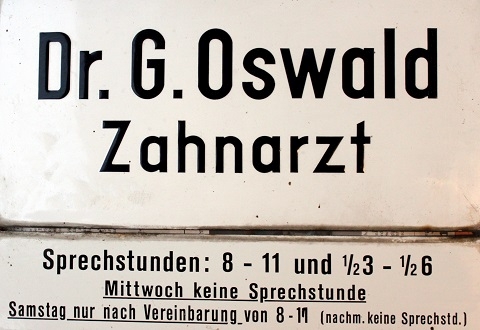 Dr. G. Oswald
Zahnarzt
Sprechstunden: 8 - 11 und ½3 - ½6
Mittwoch keine Sprechstunde
Samstag nur nach Vereinbarung von 8-11 (nachm. keine Sprechstd.)